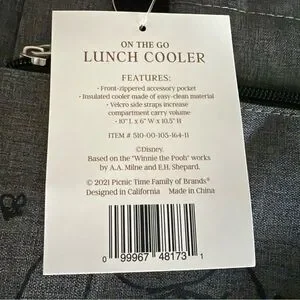 ON THE GO
LUNCH COOLER
FEATURES:
• Front-zippered accessory pocket
• Insulated cooler made of easy-clean material
• Velcro side straps increase
compartment carry volume
• 10" L x 6" W x 10.5" H
ITEM # 510-00-105-164-11
©Disney.
Based on the "Winnie the Pooh" works
by A.A. Milne and E.H. Shepard.
© 2021 Picnic Time Family of Brands®
Designed in California Made in China
0 99967 48173 1